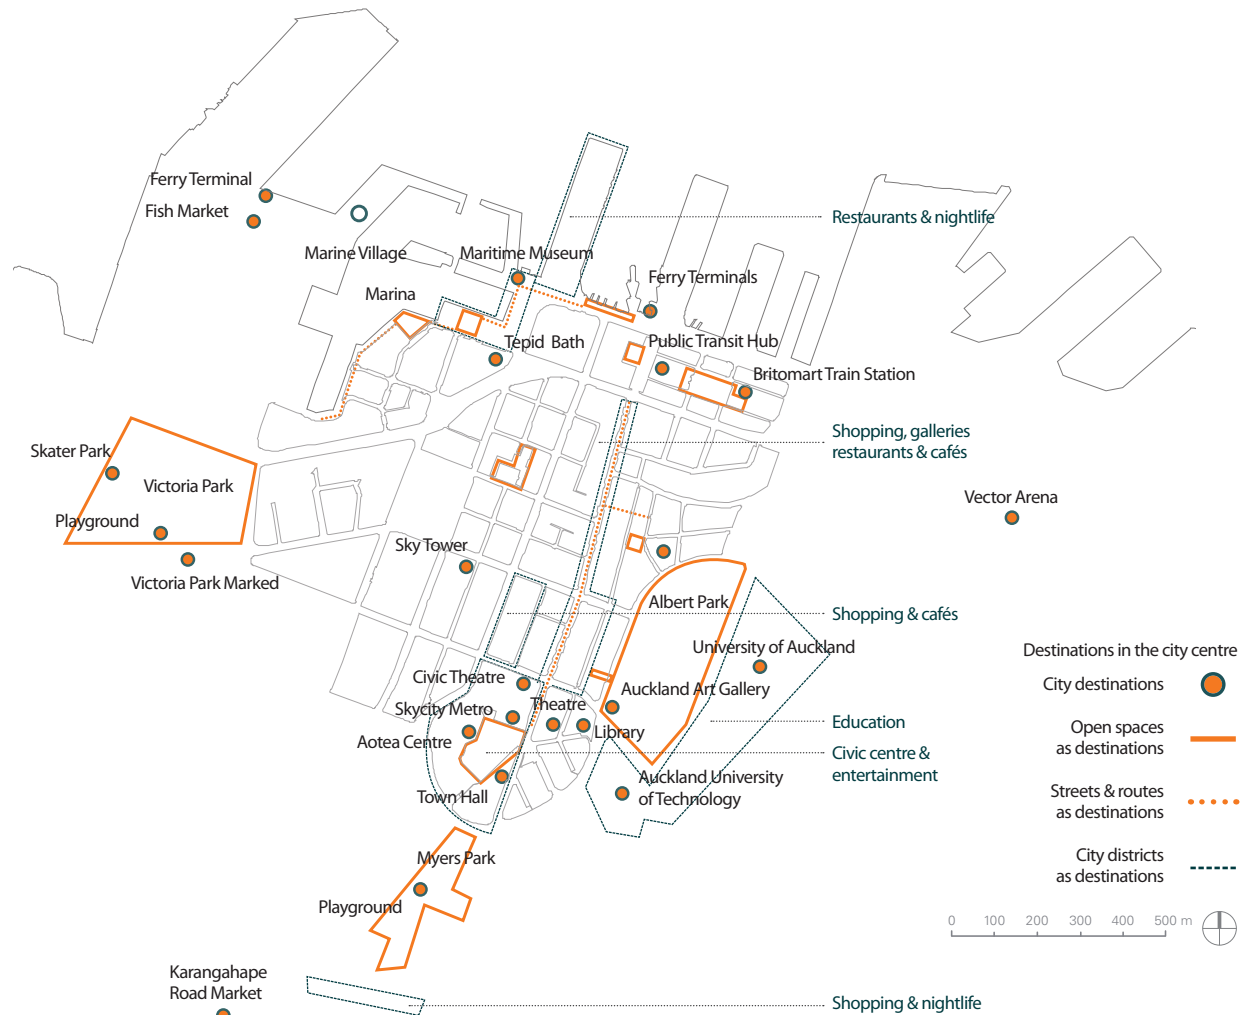 Ferry Terminal
Fish Market
Restaurants & nightlife
Marine Village
Maritime Museum
Ferry Terminals
Marina
Tepid Bath
Public Transit Hub
Britomart Train Station
Shopping, galleries
restaurants & cafés
Skater Park
Victoria Park
Vector Arena
Playground
Sky Tower
Victoria Park Marked
Albert Park
Shopping & cafés
University of Auckland
Destinations in the city centre
City destinations
Civic Theatre
Auckland Art Gallery
Skycity Metro
Theatre
Education
Library
Open spaces
as destinations
Aotea Centre
Civic centre &
entertainment
Auckland University
of Technology
Town Hall
Streets & routes
as destinations
Myers Park
City districts
as destinations
Playground
0 100 200 300 400 500 m
Karangahape
Road Market
Shopping & nightlife